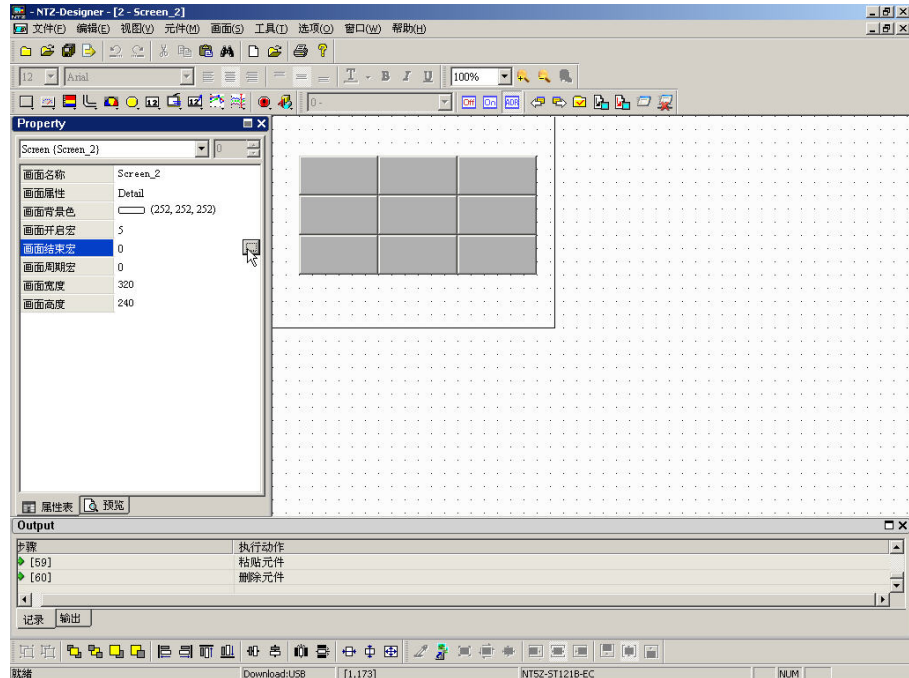 - NTZ-Designer - [2 - Screen_2]
文件(F) 编辑(E) 视图(V) 元件(M) 画面(S) 工具(T) 选项(O) 窗口(W) 帮助(H)
12 Arial T B I U 100%
0 - Off On ADR
Property
Screen {Screen_2} 0
画面名称 Screen_2
画面属性 Detail
画面背景色 (252, 252, 252)
画面开启宏 5
画面结束宏 0
画面周期宏 0
画面宽度 320
画面高度 240
属性表 预览
Output
步骤 执行动作
[59] 粘贴元件
[60] 删除元件
记录 输出
就绪 Download:USB [1,173] NT5Z-ST121B-EC NUM